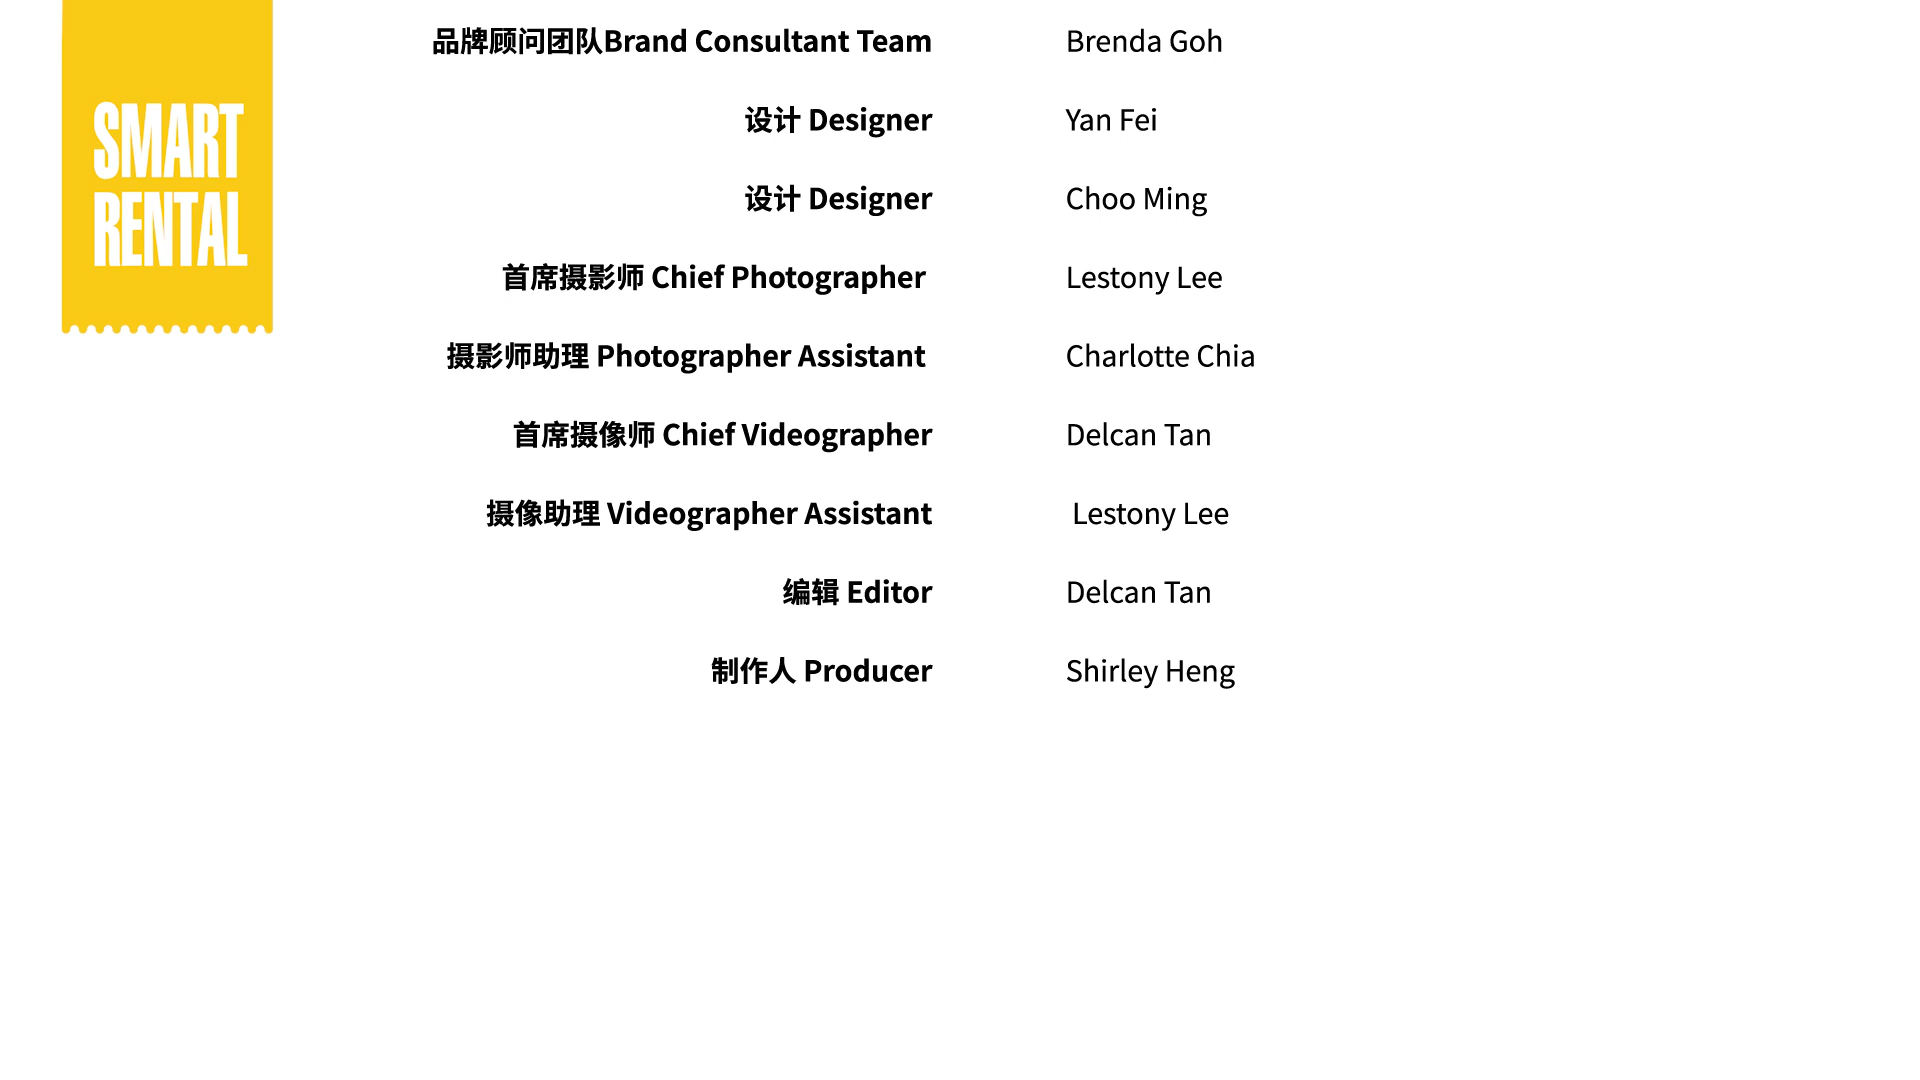 SMART
RENTAL
品牌顾问团队Brand Consultant Team Brenda Goh
设计 Designer Yan Fei
设计 Designer Choo Ming
首席摄影师 Chief Photographer Lestony Lee
摄影师助理 Photographer Assistant Charlotte Chia
首席摄像师 Chief Videographer Delcan Tan
摄像助理 Videographer Assistant Lestony Lee
编辑 Editor Delcan Tan
制作人 Producer Shirley Heng